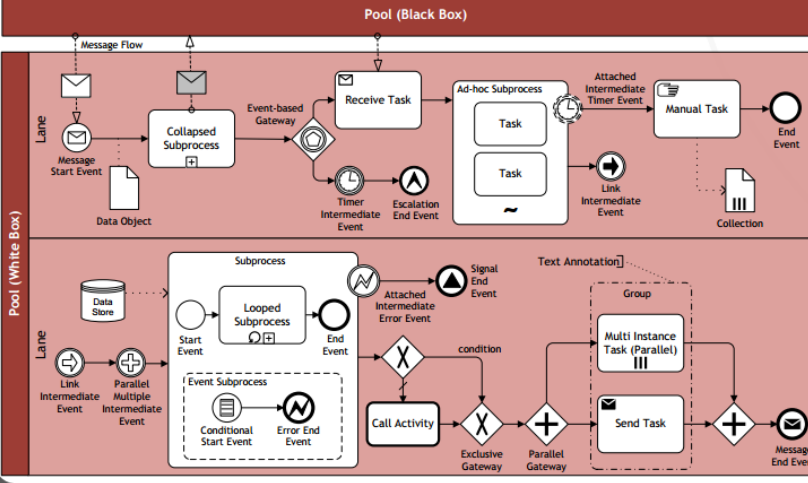 Pool (Black Box)
Message Flow
Pool (White Box)
Lane
Message
Start Event
Data Object
Collapsed
Subprocess
Event-based
Gateway
Receive Task
Timer
Intermediate
Event
Escalation
End Event
Ad-hoc Subprocess
Task
Task
~
Attached
Intermediate
Timer Event
Link
Intermediate
Event
Manual Task
End
Event
Collection
Lane
Data
Store
Link
Intermediate
Event
Parallel
Multiple
Intermediate
Event
Subprocess
Start
Event
Looped
Subprocess
End
Event
Event Subprocess
Conditional
Start Event
Error End
Event
Attached
Intermediate
Error Event
Signal
End
Event
condition
Call Activity
Exclusive
Gateway
Parallel
Gateway
Text Annotation
Group
Multi Instance
Task (Parallel)
Send Task
Message
End Even